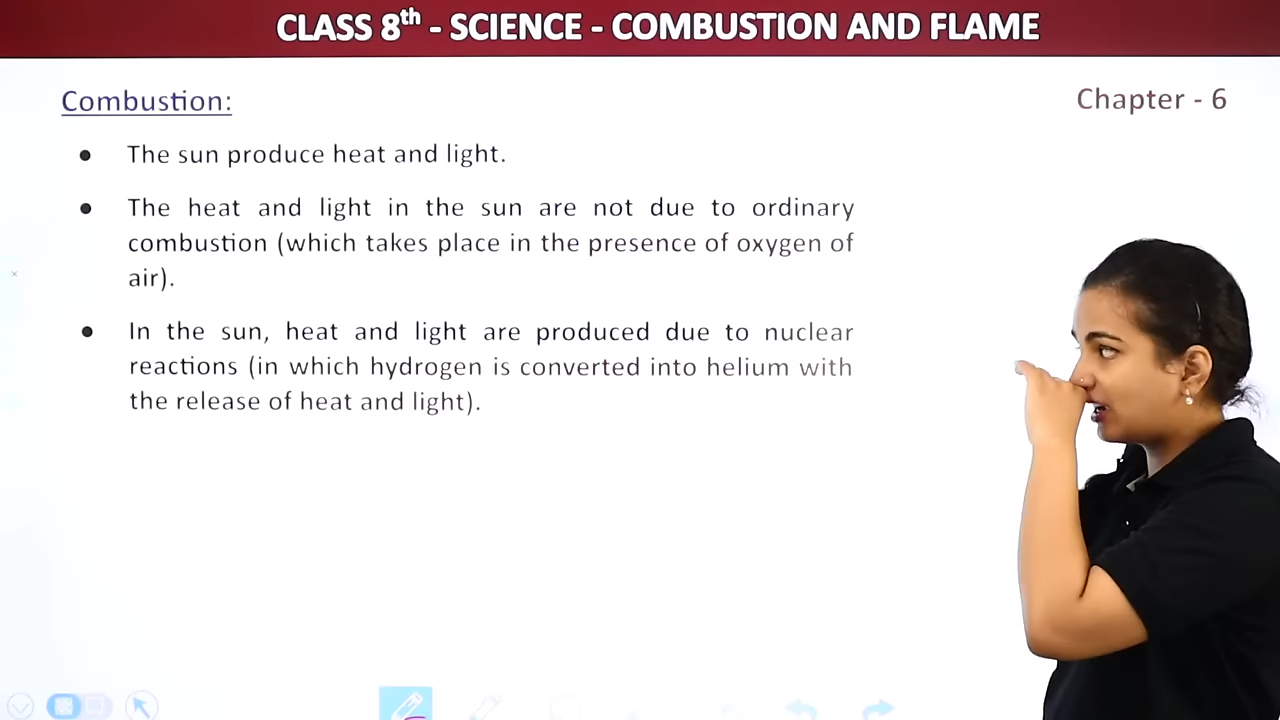 CLASS 8th - SCIENCE - COMBUSTION AND FLAME
Combustion:
Chapter - 6
● The sun produce heat and light.
● The heat and light in the sun are not due to ordinary
combustion (which takes place in the presence of oxygen of
air).
● In the sun, heat and light are produced due to nuclear
reactions (in which hydrogen is converted into helium with
the release of heat and light).